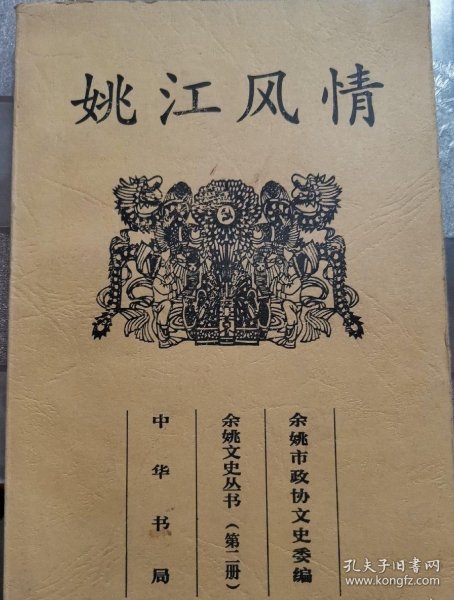 姚江风情
余姚市政协文史委编
余姚文史丛书（第二册）
中华书局
孔夫子旧书网
www.kongfz.com